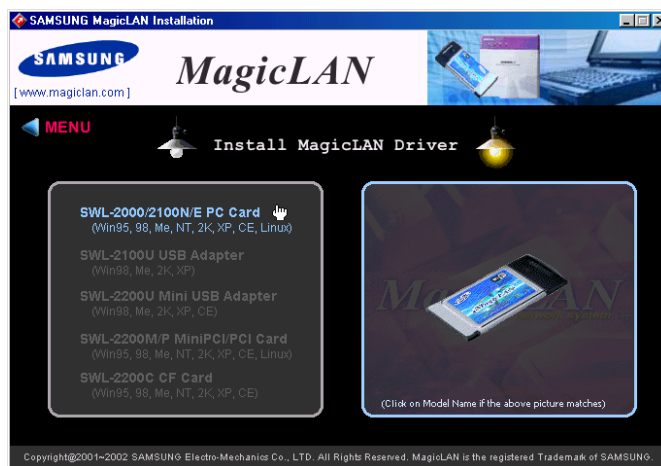 SAMSUNG MagicLAN Installation
SAMSUNG
MagicLAN
[www.magiclan.com]
MENU
Install MagicLAN Driver
SWL-2000/2100N/E PC Card
(Win95, 98, Me, NT, 2K, XP, CE, Linux)
SWL-2100U USB Adapter
(Win98, Me, 2K, XP)
SWL-2200U Mini USB Adapter
(Win98, Me, 2K, XP, CE)
SWL-2200M/P MiniPCI/PCI Card
(Win95, 98, Me, NT, 2K, XP, CE, Linux)
SWL-2200C CF Card
(Win95, 98, Me, NT, 2K, XP, CE)
MagicLAN
(Click on Model Name if the above picture matches)
Copyright@2001~2002 SAMSUNG Electro-Mechanics Co., LTD. All Rights Reserved. MagicLAN is the registered Trademark of SAMSUNG.